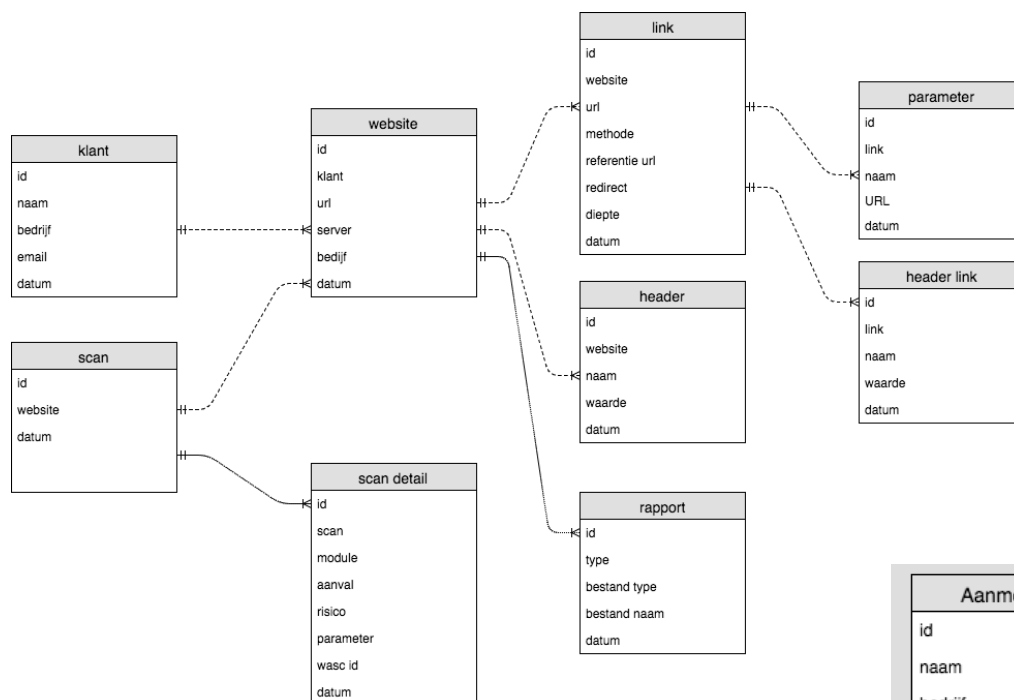 klant
id
naam
bedrijf
email
datum
scan
id
website
datum
website
id
klant
url
server
bedijf
datum
scan detail
id
scan
module
aanval
risico
parameter
wasc id
datum
link
id
website
url
methode
referentie url
redirect
diepte
datum
header
id
website
naam
waarde
datum
rapport
id
type
bestand type
bestand naam
datum
parameter
id
link
naam
URL
datum
header link
id
link
naam
waarde
datum
id
naam